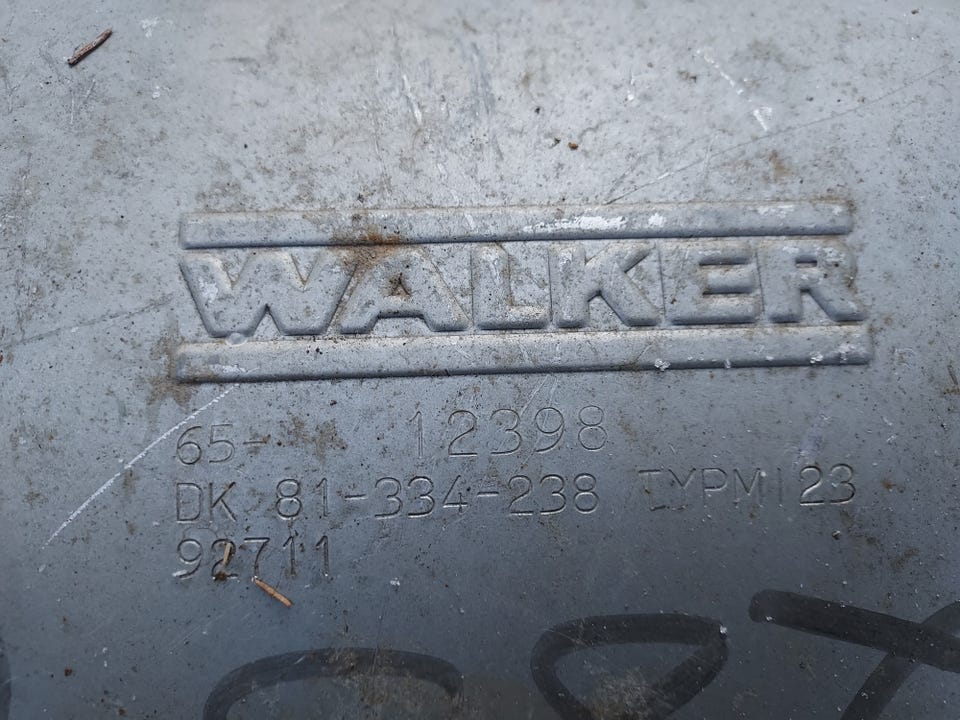 WALKER
65- 12398
DK 81-334-238 TYPM123
92711